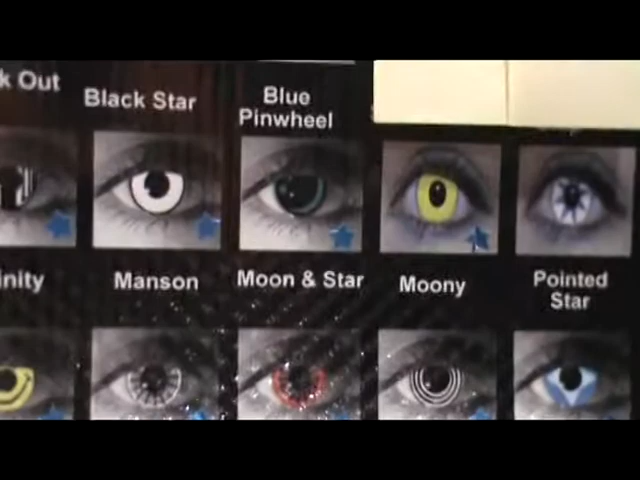 k Out
Black Star
Blue
Pinwheel
inity
Manson
Moon & Star
Moony
Pointed
Star